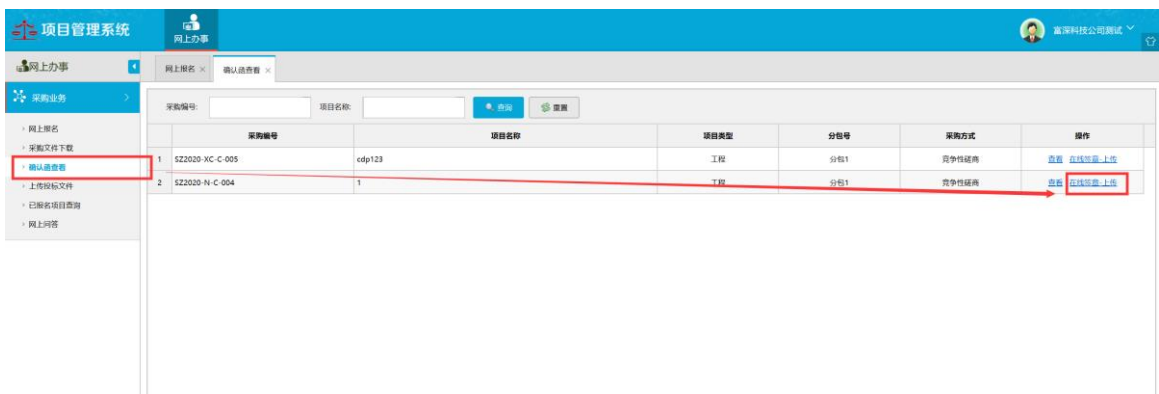 项目管理系统
网上办事
富深科技公司测试
网上办事
网上报名 ×
确认函查看 ×
采购业务
采购编号:
项目名称:
查询
重置
网上报名
采购文件下载
确认函查看
上传投标文件
已报名项目查询
网上问答
采购编号 项目名称 项目类型 分包号 采购方式 操作
1 SZ2020-XC-C-005 cdp123 工程 分包1 竞争性磋商 查看 在线签章-上传
2 SZ2020-N-C-004 1 工程 分包1 竞争性磋商 查看 在线签章-上传